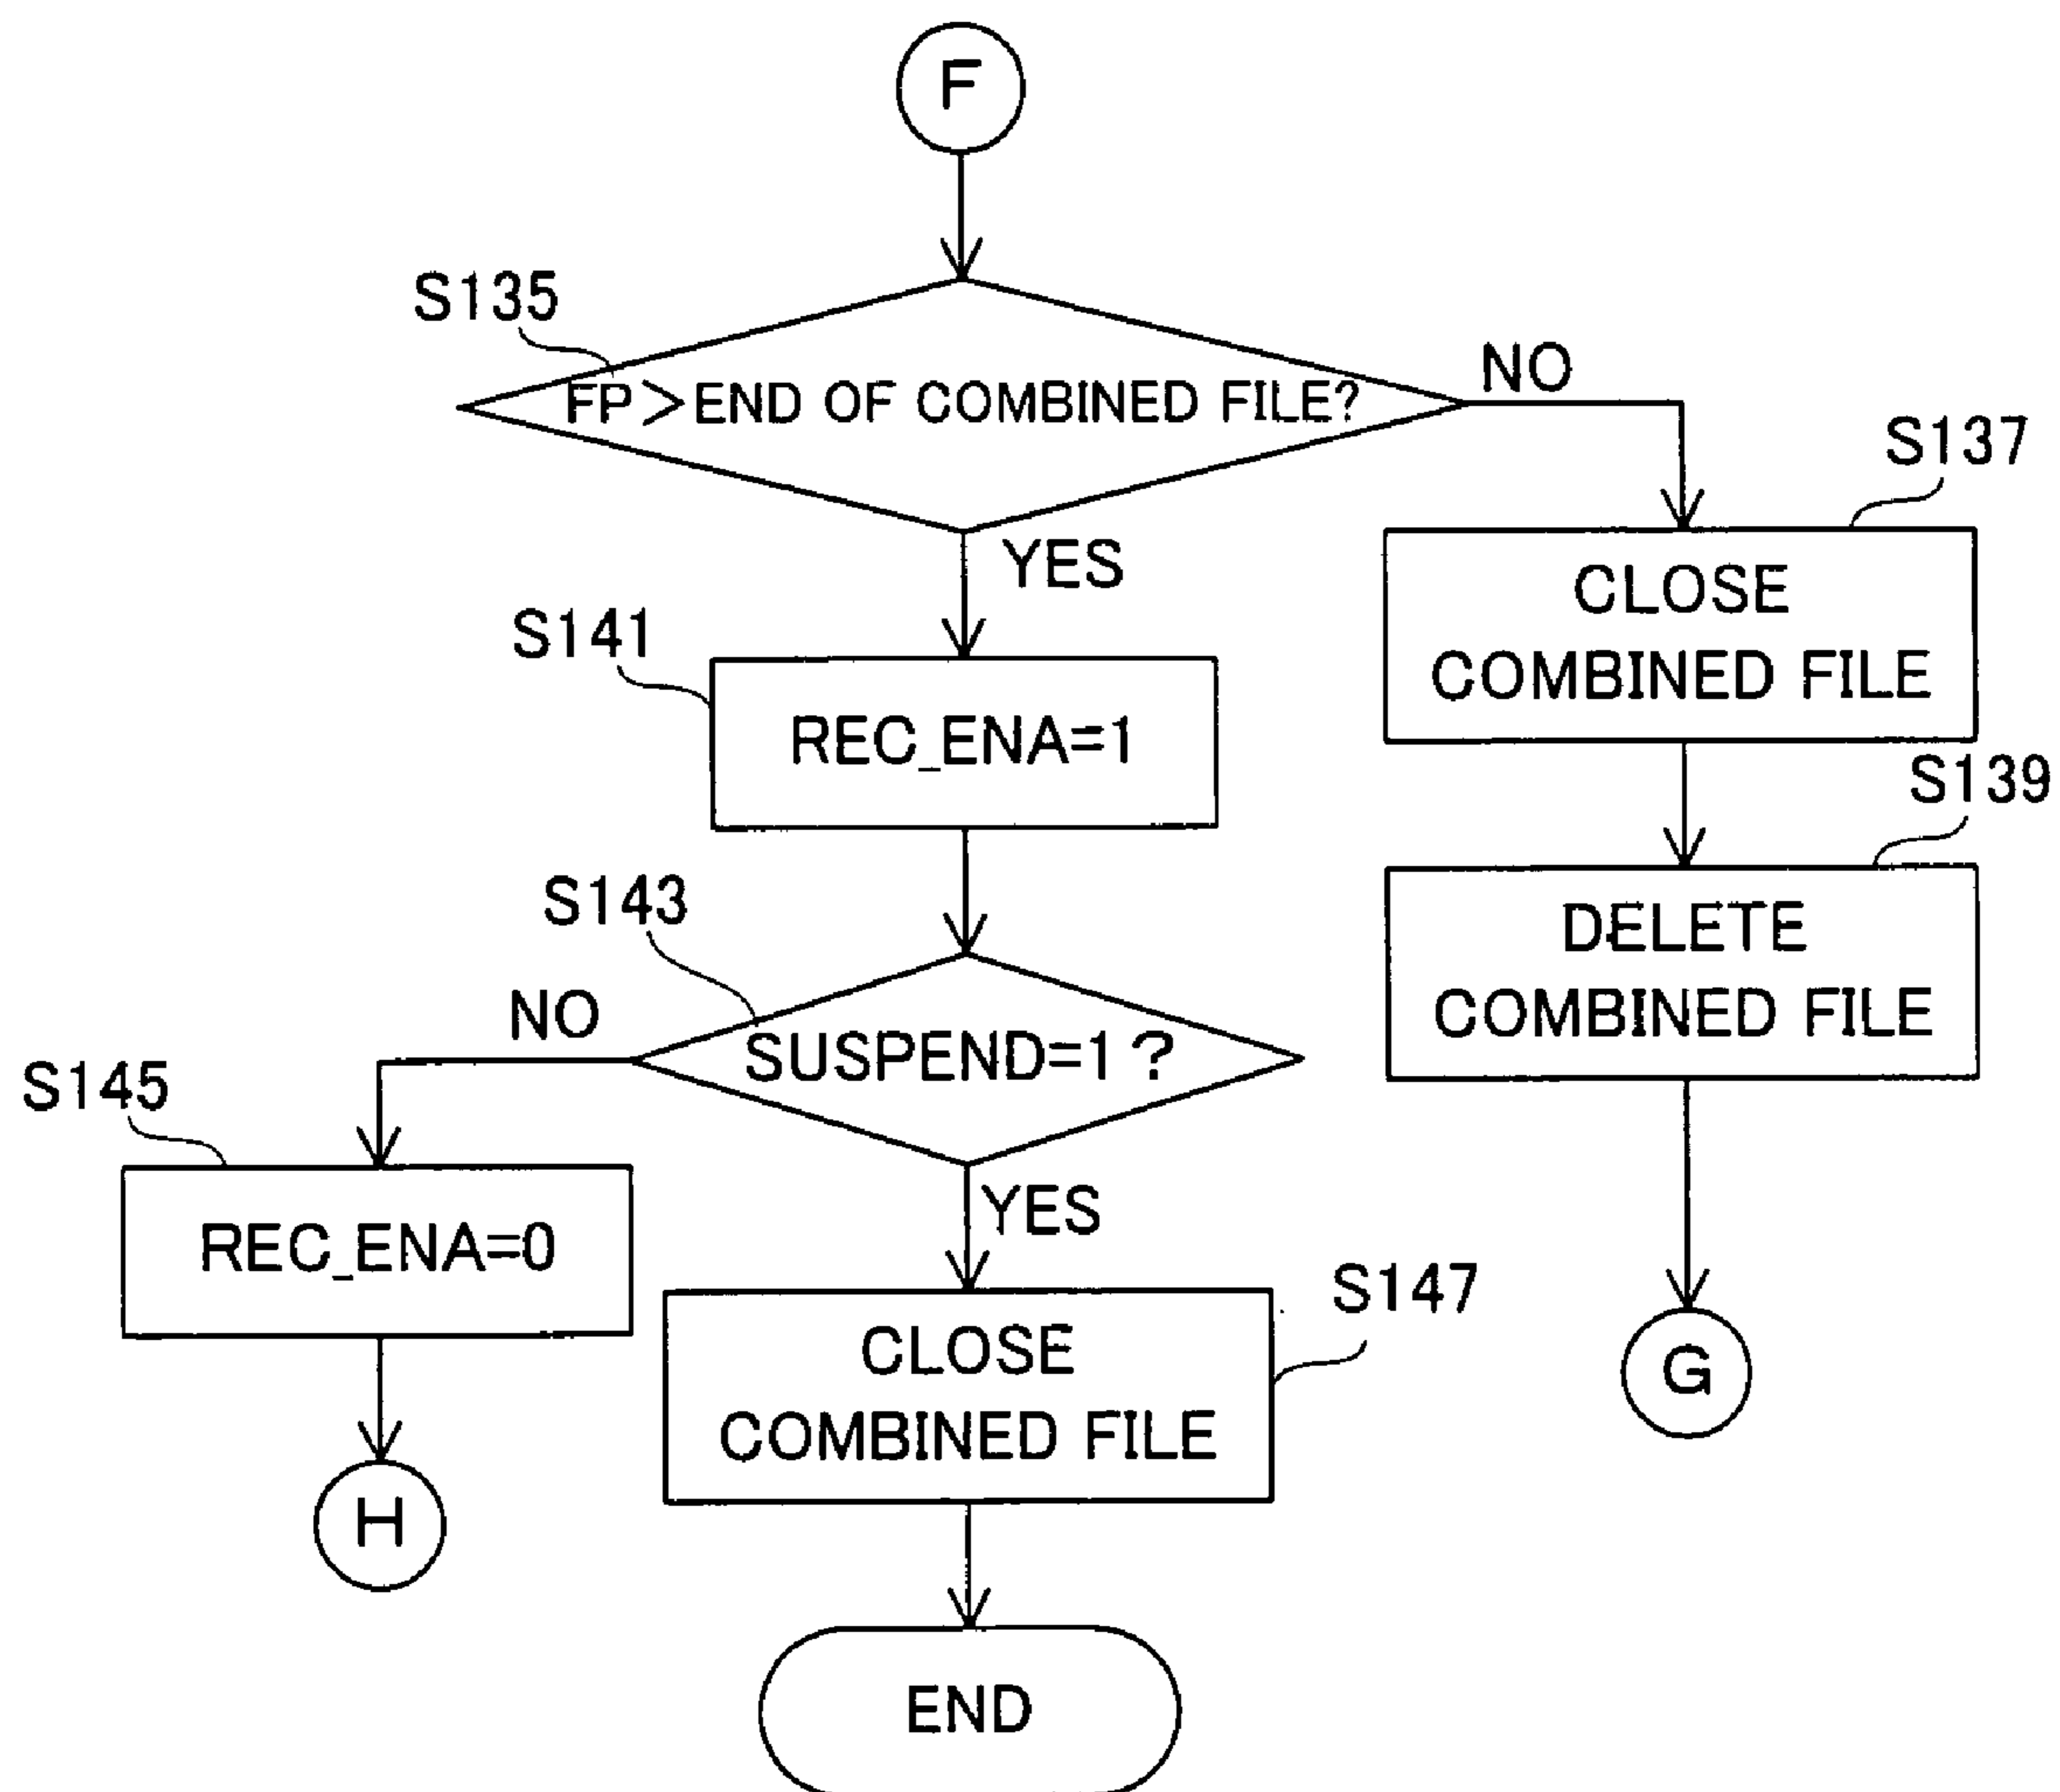 F
S135
FP>END OF COMBINED FILE?
NO
S137
YES
CLOSE
COMBINED FILE
S141
REC_ENA=1
S139
DELETE
COMBINED FILE
S143
NO
SUSPEND=1?
S145
YES
REC_ENA=0
S147
CLOSE
COMBINED FILE
G
H
END